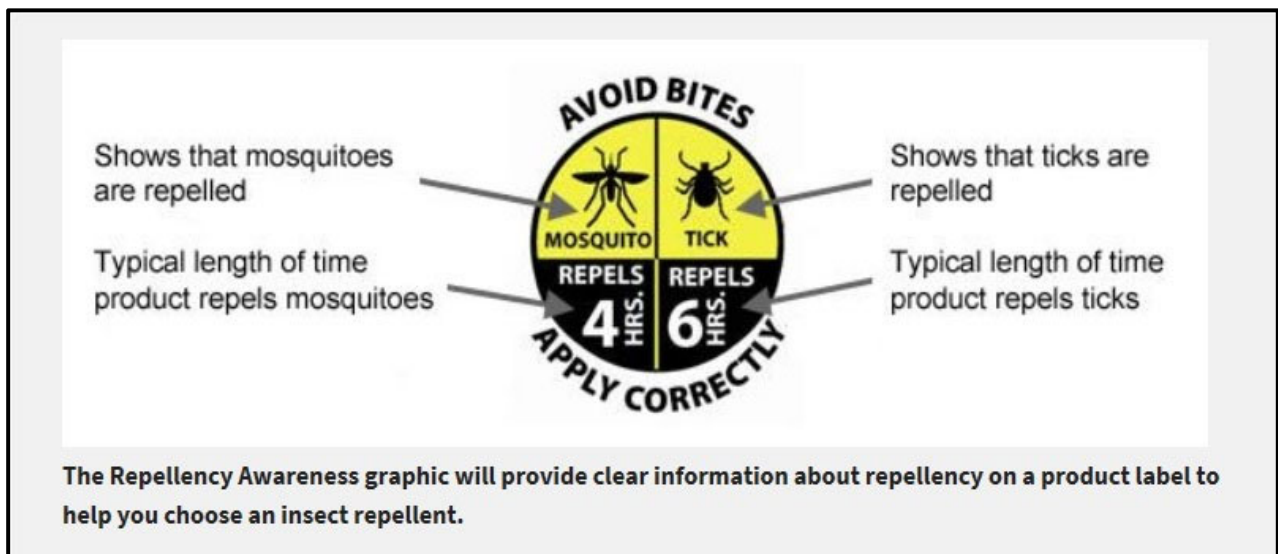 AVOID BITES
Shows that mosquitoes
are repelled
Shows that ticks are
repelled
MOSQUITO
TICK
Typical length of time
product repels mosquitoes
REPELS
4 HRS.
REPELS
6 HRS.
Typical length of time
product repels ticks
APPLY CORRECTLY
The Repellency Awareness graphic will provide clear information about repellency on a product label to
help you choose an insect repellent.